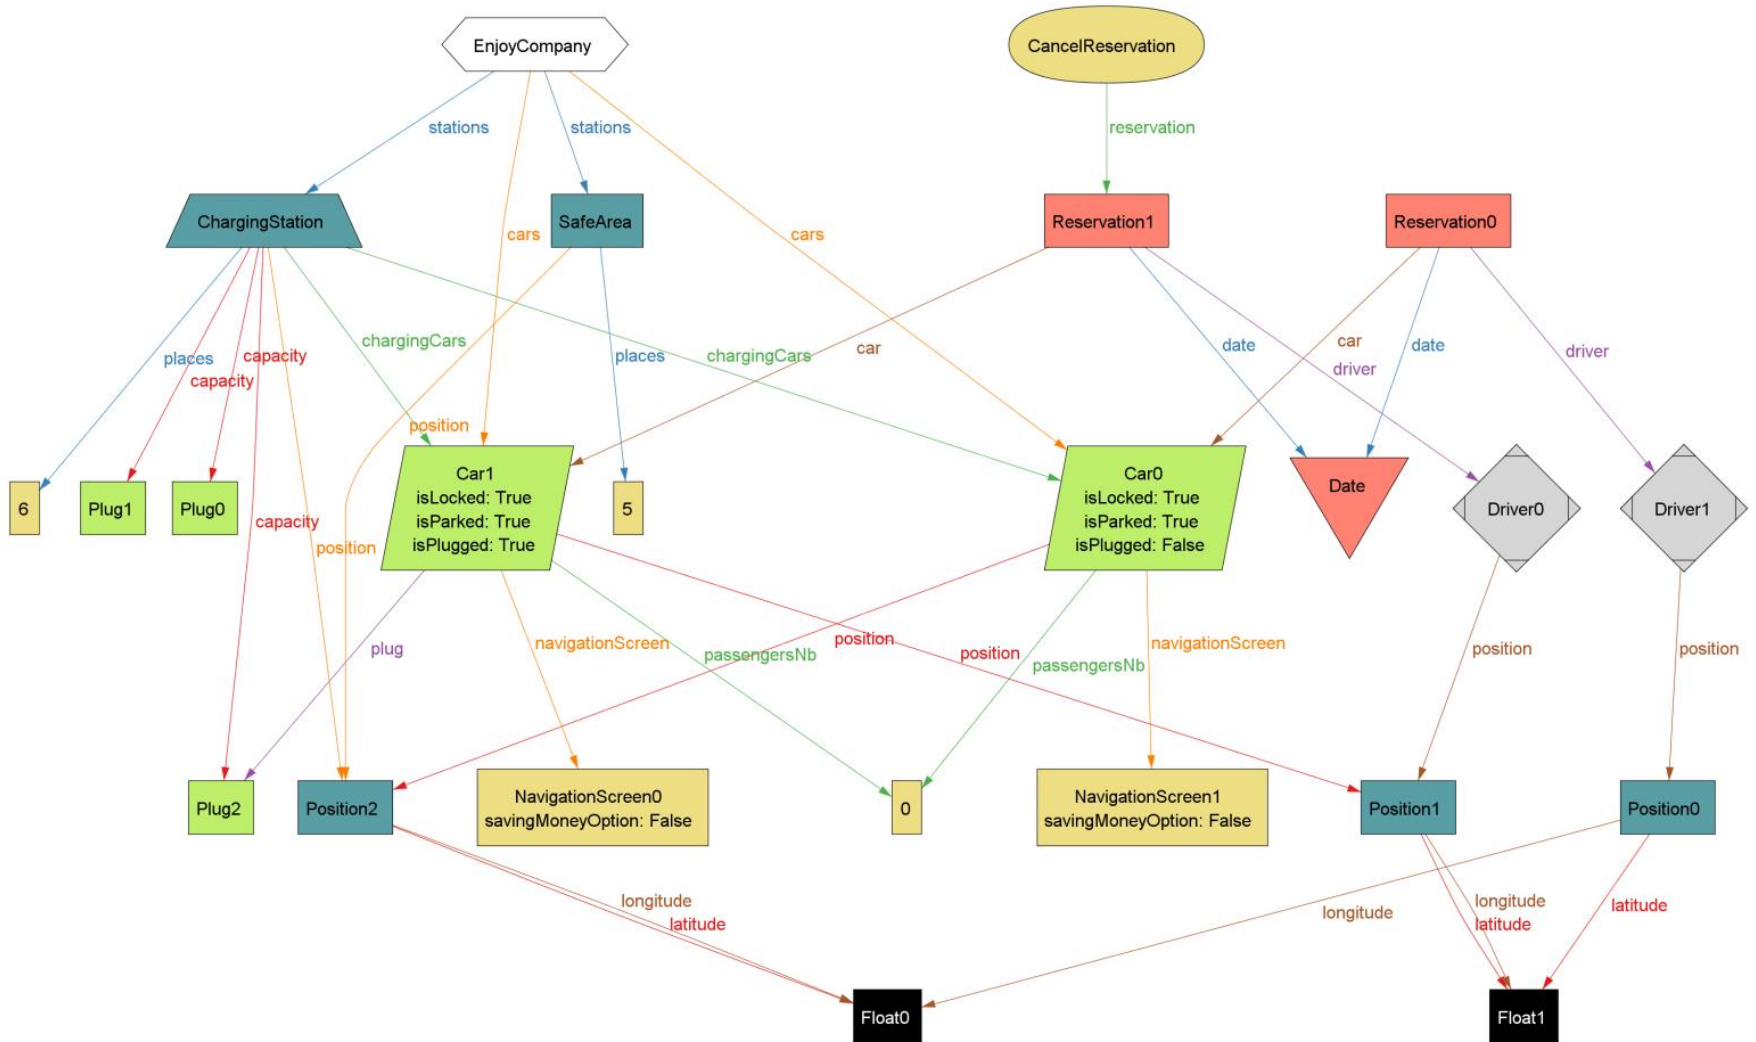 EnjoyCompany
CancelReservation
stations
stations
reservation
ChargingStation
SafeArea
Reservation1
Reservation0
cars
cars
chargingCars
chargingCars
places
capacity
capacity
places
car
date
driver
car
date
driver
position
6
Plug1
Plug0
Car1
isLocked: True
isParked: True
isPlugged: True
5
Car0
isLocked: True
isParked: True
isPlugged: False
Date
Driver0
Driver1
capacity
position
plug
navigationScreen
passengersNb
position
position
passengersNb
navigationScreen
position
position
Plug2
Position2
NavigationScreen0
savingMoneyOption: False
0
NavigationScreen1
savingMoneyOption: False
Position1
Position0
longitude
latitude
longitude
longitude
latitude
latitude
Float0
Float1